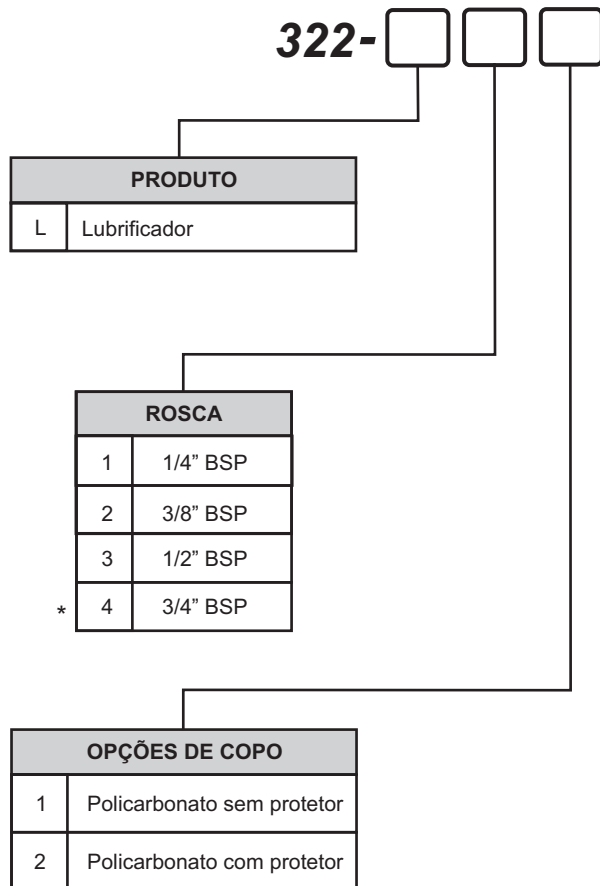 322-
PRODUTO
L Lubrificador
ROSCA
1 1/4” BSP
2 3/8” BSP
3 1/2” BSP
* 4 3/4” BSP
OPÇÕES DE COPO
1 Policarbonato sem protetor
2 Policarbonato com protetor